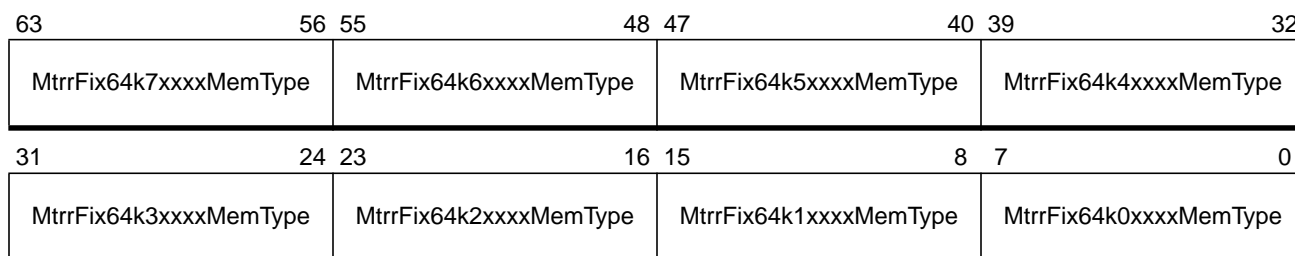 63 56 55 48 47 40 39 32
MtrrFix64k7xxxxMemType MtrrFix64k6xxxxMemType MtrrFix64k5xxxxMemType MtrrFix64k4xxxxMemType
31 24 23 16 15 8 7 0
MtrrFix64k3xxxxMemType MtrrFix64k2xxxxMemType MtrrFix64k1xxxxMemType MtrrFix64k0xxxxMemType